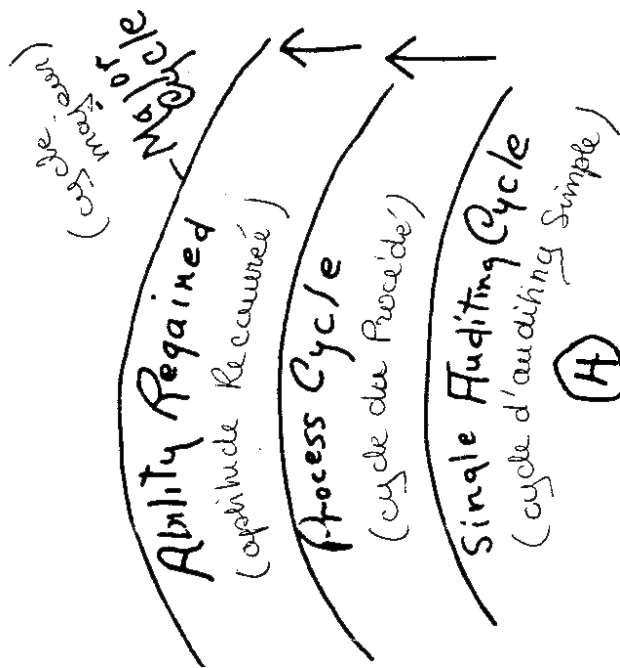 Major
Cycle
(cycle
majeur)
Ability Regained
(aptitude Recouvrée)
Process Cycle
(cycle du Procédé)
Single Auditing Cycle
(cycle d'auditing simple)
4